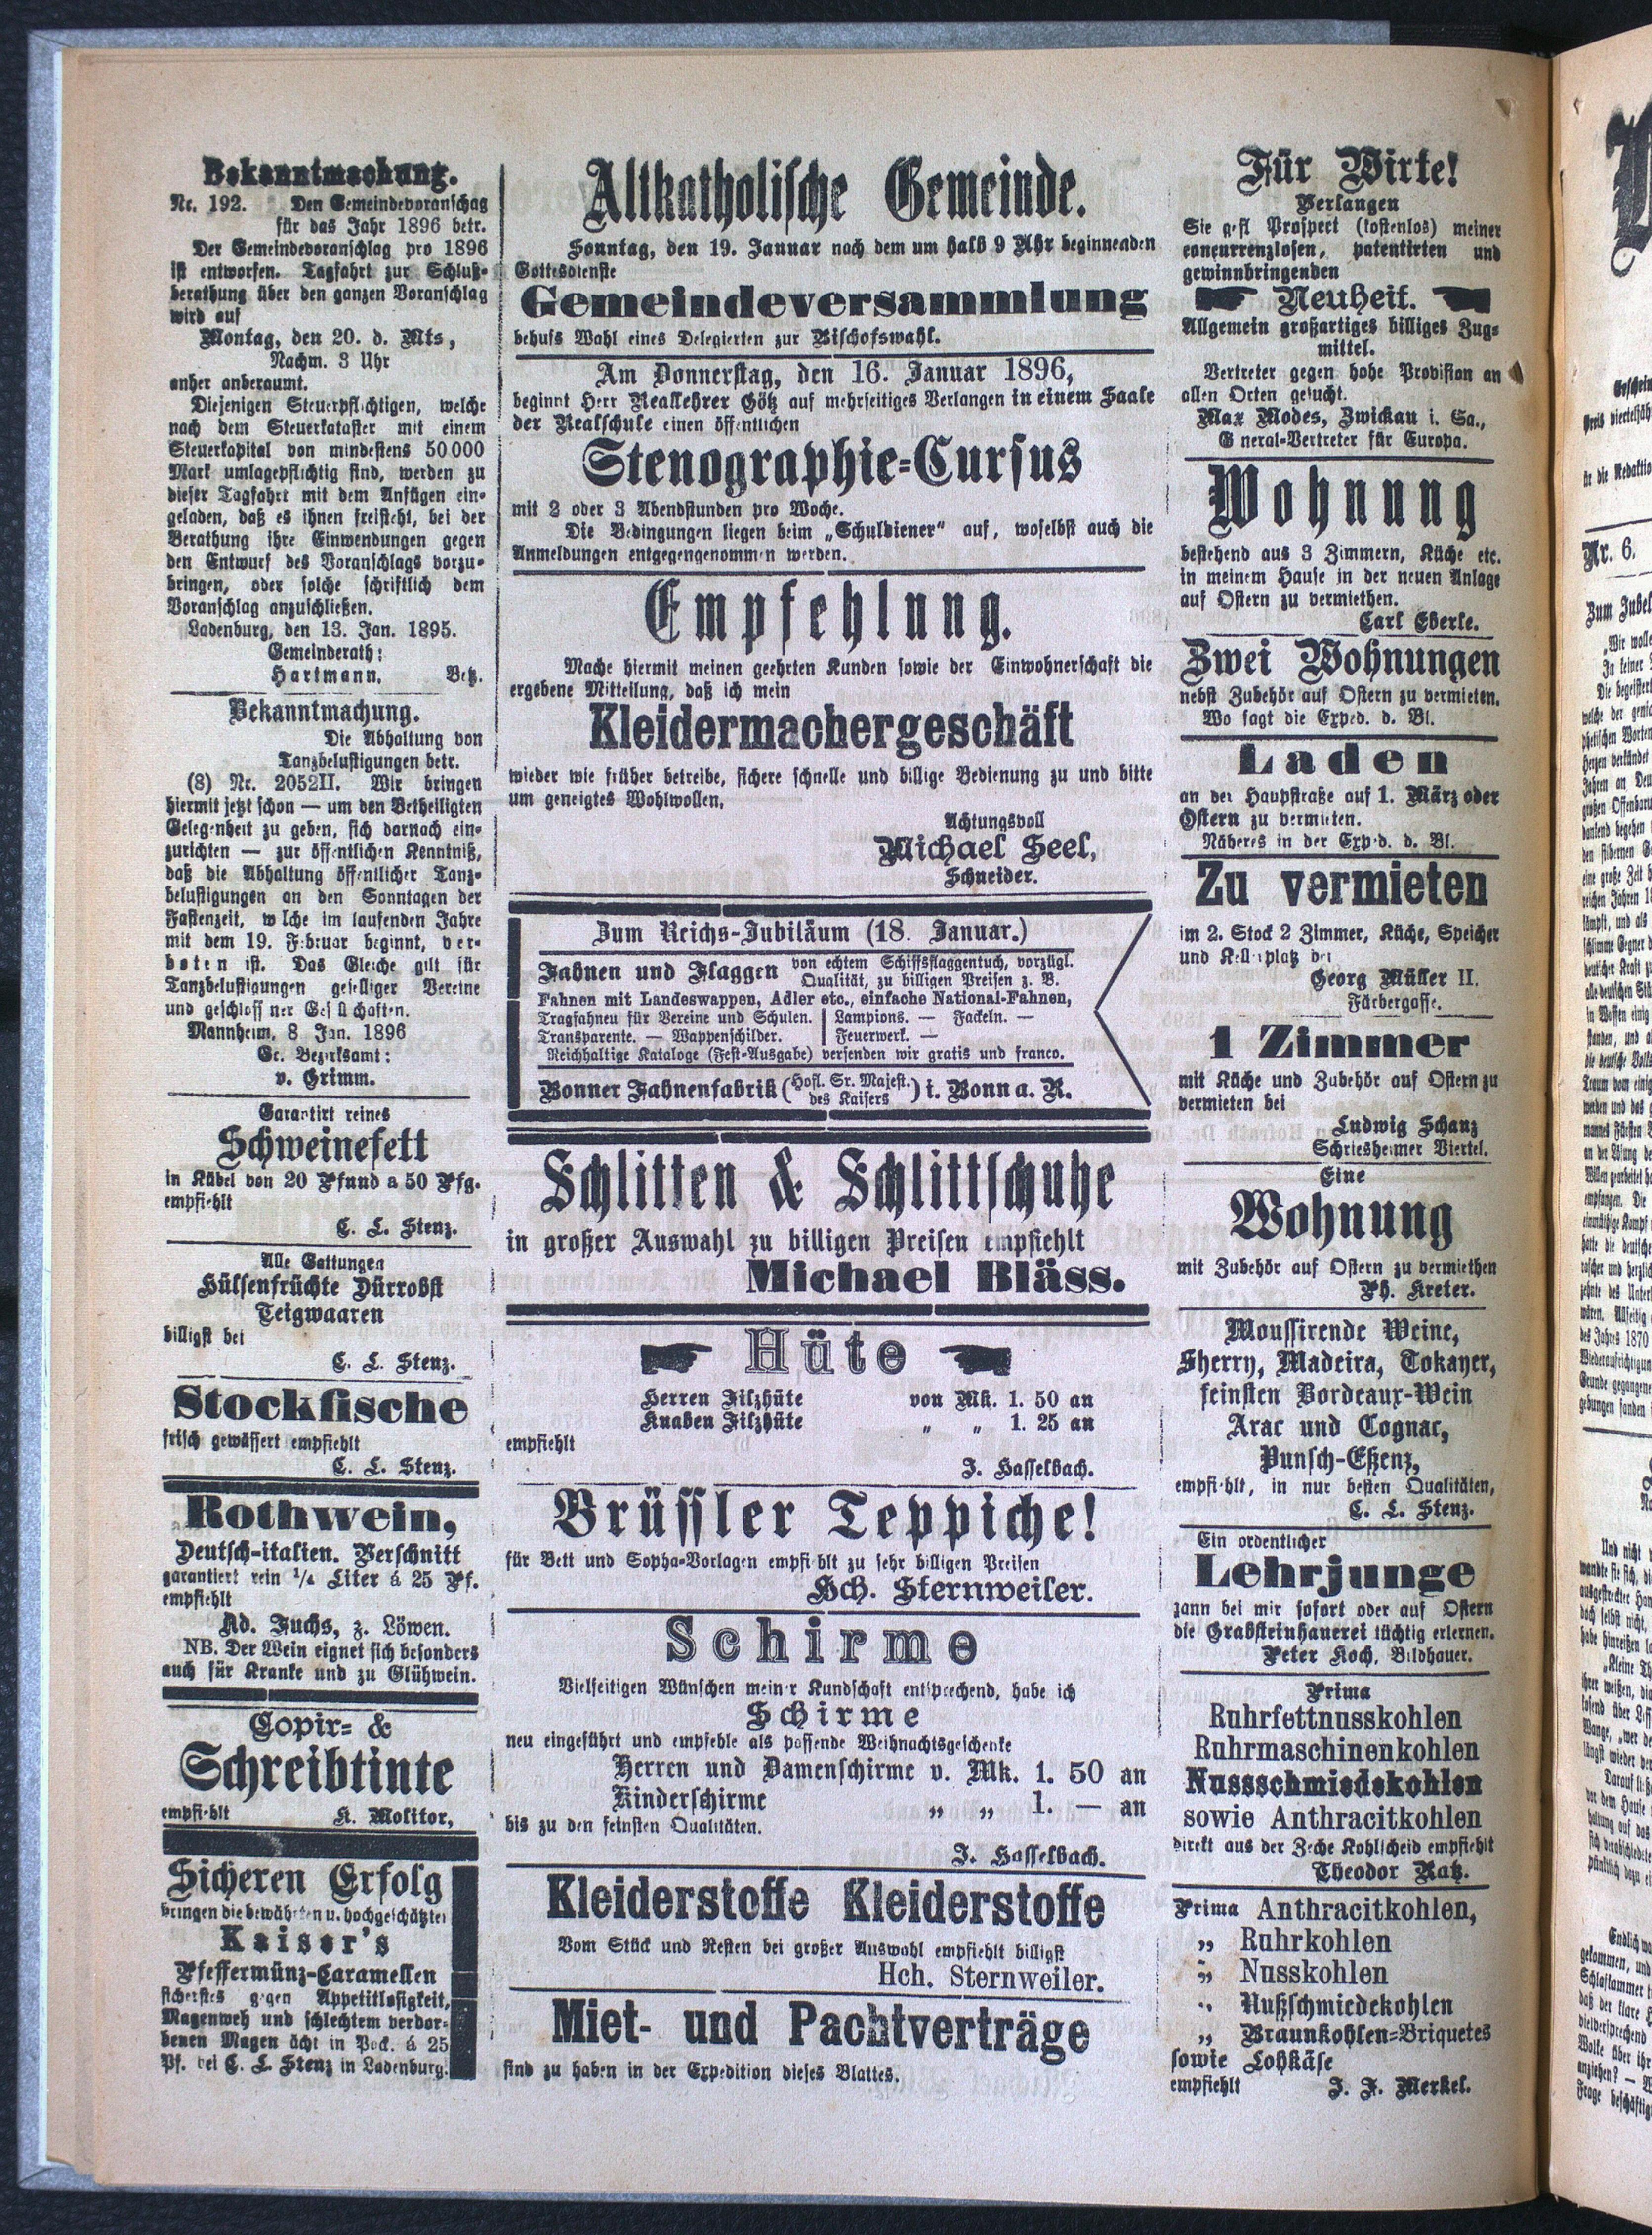 Bekanntmachung.
Nr. 192. Den Gemeindevoranschag
für das Jahr 1896 betr.
Der Gemeindevoranschlag pro 1896
ist entworfen. Tagfahrt zur Schluß-
berathung über den ganzen Voranschlag
wird auf
Montag, den 20. d. Mts,
Nachm. 3 Uhr
anher anberaumt.
Diejenigen Steuerpflichtigen, welche
nach dem Steuerkataster mit einem
Steuerkapital von mindestens 50 000
Mark umlagepflichtig sind, werden zu
dieser Tagfahrt mit dem Anfügen ein-
geladen, daß es ihnen freisteht, bei der
Berathung ihre Einwendungen gegen
den Entwurf des Voranschlags vorzu-
bringen, oder solche schriftlich dem
Voranschlag anzuschließen.
Ladenburg, den 13. Jan. 1895.
Gemeinderath:
Hartmann. Betz.
Bekanntmachung.
Die Abhaltung von
Tanzbelustigungen betr.
(8) Nr. 2052II. Wir bringen
hiermit jetzt schon — um den Betheiligten
Gelegenheit zu geben, sich darnach ein-
zurichten — zur öffentlichen Kenntniß,
daß die Abhaltung öffentlicher Tanz-
belustigungen an den Sonntagen der
Fastenzeit, welche im laufenden Jahre
mit dem 19. Februar beginnt, ver-
boten ist. Das Gleiche gilt für
Tanzbelustigungen geselliger Vereine
und geschlossener Gesellschaften.
Mannheim, 8 Jan. 1896
Gr. Bezirksamt:
v. Grimm.
Garantirt reines
Schweinefett
in Kübel von 20 Pfund a 50 Pfg.
empfiehlt
C. L. Stenz.
Alle Gattungen
Hülsenfrüchte Dürrobst
Teigwaaren
billigst bei
C. L. Stenz.
Stockfische
frisch gewässert empfiehlt
C. L. Stenz.
Rothwein,
Deutsch-italien. Verschnitt
garantiert rein 1/4 Liter á 25 Pf.
empfiehlt
Ad. Fuchs, z. Löwen.
NB. Der Wein eignet sich besonders
auch für Kranke und zu Glühwein.
Copir- &
Schreibtinte
empfiehlt K. Molitor,
Sicheren Erfolg
bringen die bewährten u. hochgeschätzten
Kaiser's
Pfeffermünz-Caramellen
sicherstes gegen Appetitlosigkeit,
Magenweh und schlechtem verdor-
benen Magen ächt in Pack. á 25
Pf. bei C. L. Stenz in Ladenburg.
Altkatholische Gemeinde.
Sonntag, den 19. Januar nach dem um halb 9 Uhr beginnenden
Gottesdienste
Gemeindeversammlung
behufs Wahl eines Delegierten zur Bischofswahl.
Am Donnerstag, den 16. Januar 1896,
beginnt Herr Reallehrer Götz auf mehrseitiges Verlangen in einem Saale
der Realschule einen öffentlichen
Stenographie-Cursus
mit 2 oder 3 Abendstunden pro Woche.
Die Bedingungen liegen beim „Schuldiener“ auf, woselbst auch die
Anmeldungen entgegengenommen werden.
Empfehlung.
Mache hiermit meinen geehrten Kunden sowie der Einwohnerschaft die
ergebene Mitteilung, daß ich mein
Kleidermachergeschäft
wieder wie früher betreibe, sichere schnelle und billige Bedienung zu und bitte
um geneigtes Wohlwollen,
Achtungsvoll
Michael Seel,
Schneider.
Zum Reichs-Jubiläum (18. Januar.)
Fahnen und Flaggen von echtem Schiffsflaggentuch, vorzügl.
Qualität, zu billigen Preisen z. B.
Fahnen mit Landeswappen, Adler etc., einfache National-Fahnen,
Tragfahneu für Vereine und Schulen. Lampions. — Fackeln. —
Transparente. — Wappenschilder. Feuerwerk. —
Reichhaltige Kataloge (Fest-Ausgabe) versenden wir gratis und franco.
Bonner Fahnenfabrik (Hofl. Sr. Majest. des Kaisers) i. Bonn a. R.
Schlitten & Schlittschuhe
in großer Auswahl zu billigen Preisen empfiehlt
Michael Bläss.
Hüte
Herren Filzhüte von Mk. 1. 50 an
Knaben Filzhüte „ „ 1. 25 an
empfiehlt
J. Hasselbach.
Brüssler Teppiche!
für Bett und Sopha-Vorlagen empfiehlt zu sehr billigen Preisen
Hch. Sternweiler.
Schirme
Vielseitigen Wünschen meiner Kundschaft entsprechend, habe ich
Schirme
neu eingeführt und empfehle als passende Weihnachtsgeschenke
Herren und Damenschirme v. Mk. 1. 50 an
Kinderschirme „ „ 1. — an
bis zu den feinsten Qualitäten.
J. Hasselbach.
Kleiderstoffe Kleiderstoffe
Vom Stück und Resten bei großer Auswahl empfiehlt billigst
Hch. Sternweiler.
Miet- und Pachtverträge
sind zu haben in der Expedition dieses Blattes.
Für Wirte!
Verlangen
Sie gefl Prospect (kostenlos) meiner
concurrenzlosen, patentirten und
gewinnbringenden
Neuheit.
Allgemein großartiges billiges Zug-
mittel.
Vertreter gegen hohe Provision an
allen Orten gesucht.
Max Modes, Zwickau i. Sa.,
General-Vertreter für Europa.
Wohnung
bestehend aus 3 Zimmern, Küche etc.
in meinem Hause in der neuen Anlage
auf Ostern zu vermiethen.
Carl Eberle.
Zwei Wohnungen
nebst Zubehör auf Ostern zu vermieten.
Wo sagt die Exped. d. Bl.
Laden
an der Hauptstraße auf 1. März oder
Ostern zu vermieten.
Näheres in der Exped. d. Bl.
Zu vermieten
im 2. Stock 2 Zimmer, Küche, Speicher
und Kellerplatz bei
Georg Müller II.
Färbergasse.
1 Zimmer
mit Küche und Zubehör auf Ostern zu
vermieten bei
Ludwig Schanz
Schriesheimer Viertel.
Eine
Wohnung
mit Zubehör auf Ostern zu vermiethen
Ph. Kreter.
Moussirende Weine,
Sherry, Madeira, Tokayer,
feinsten Bordeaux-Wein
Arac und Cognac,
Punsch-Eßenz,
empfiehlt, in nur besten Qualitäten,
C. L. Stenz.
Ein ordentlicher
Lehrjunge
zann bei mir sofort oder auf Ostern
die Grabsteinhauerei tüchtig erlernen.
Peter Koch, Bildhauer.
Prima
Ruhrfettnusskohlen
Ruhrmaschinenkohlen
Nussschmiedekohlen
sowie Anthracitkohlen
direkt aus der Zeche Kohlscheid empfiehlt
Theodor Ratz.
Prima Anthracitkohlen,
„ Ruhrkohlen
„ Nusskohlen
„ Nußschmiedekohlen
„ Braunkohlen-Briquetes
sowie Lohkäse
empfiehlt J. F. Merkel.
Nr. 6.